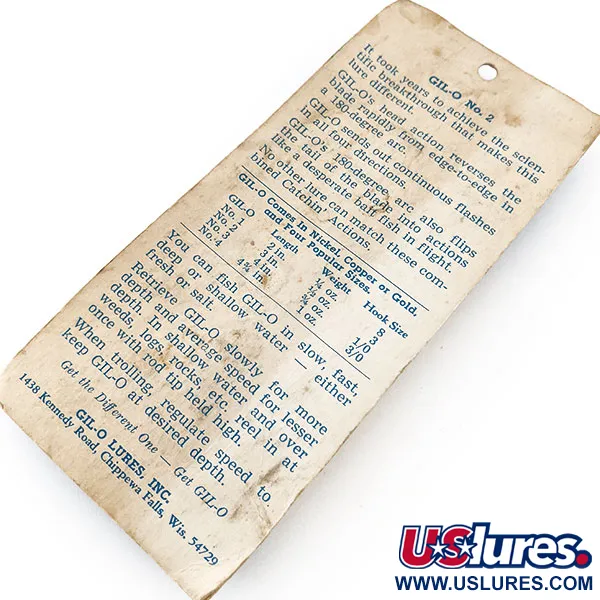 GIL-O No. 2
It took years to achieve the scien-
tific breakthrough that makes this
lure different.
GIL-O's head action reverses the
blade rapidly from edge-to-edge in
a 180-degree arc.
GIL-O sends out continuous flashes
in all four directions.
GIL-O's 180-degree arc also flips
the tail of the blank into actions
like a desperate bait fish in flight.
No other lure can match these com-
bined Catchin' Actions.
GIL-O Comes In Nickel, Copper or Gold,
and Four Popular Sizes.
GIL-O Length Weight Hook Size
No. 1 2 in. 1/4 oz. 8
No. 2 3 in. 1/2 oz. 3
No. 3 4 in. 3/4 oz. 1/0
No. 4 4¾ in. 1 oz. 3/0
You can fish GIL-O in slow, fast,
deep or shallow water — either
fresh or salt.
Retrieve GIL-O slowly for more
depth and average speed for lesser
depth. In shallow water and over
weeds, logs, rocks, etc. reel in at
once with rod tip held high.
When trolling, regulate speed to
keep GIL-O at desired depth.
Get the Different One — Get GIL-O
GIL-O LURES, INC.
1438 Kennedy Road, Chippewa Falls, Wis. 54729
USlures.
WWW.USLURES.COM